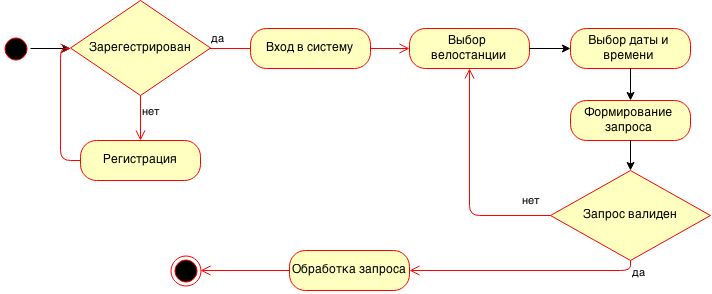 Зарегестрирован
да
Вход в систему
Выбор
велостанции
Выбор даты и
времени
нет
Формирование
запроса
Регистрация
нет
Запрос валиден
да
Обработка запроса